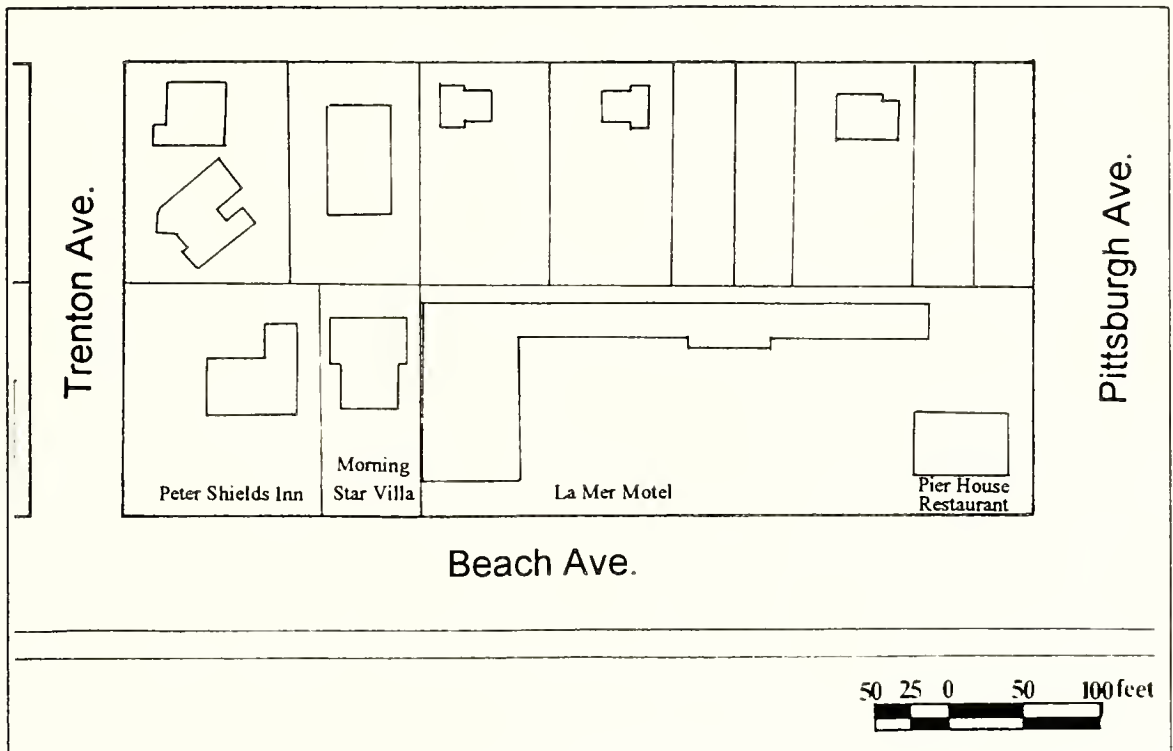 Trenton Ave.
Pittsburgh Ave.
Peter Shields Inn
Morning
Star Villa
La Mer Motel
Pier House
Restaurant
Beach Ave.
50 25 0 50 100 feet